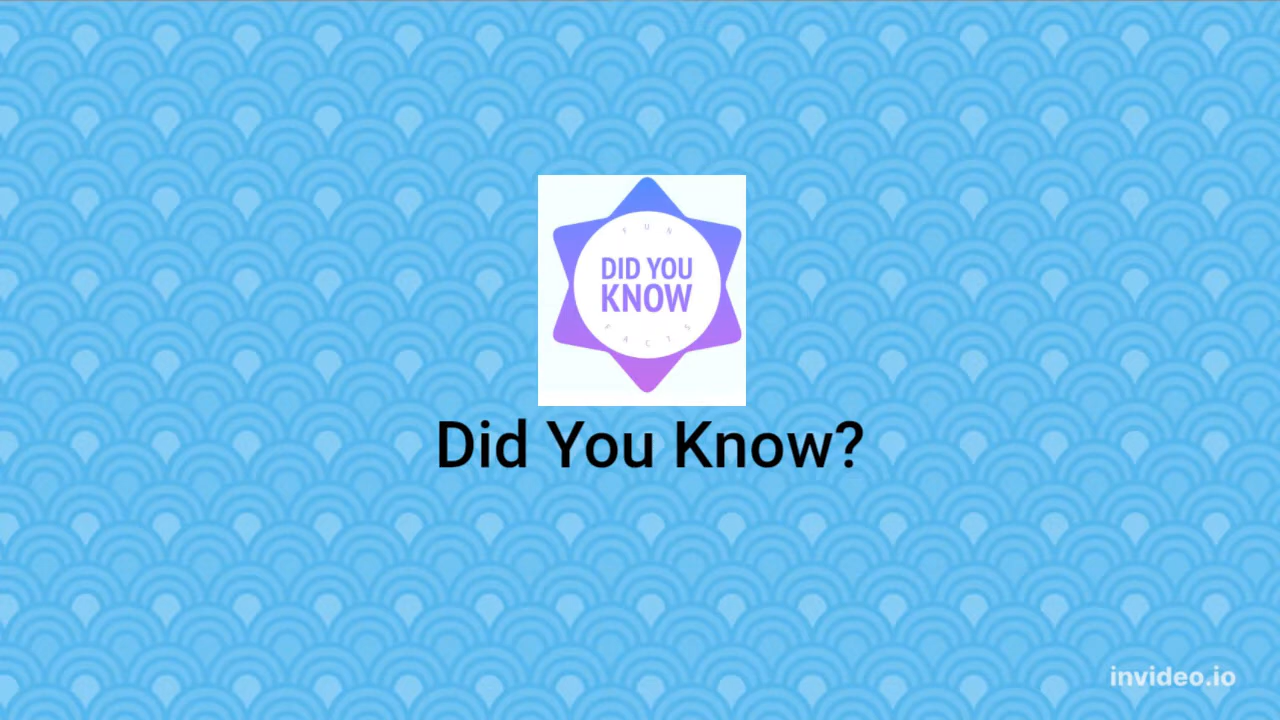 FUN
DID YOU
KNOW
FACTS
Did You Know?
invideo.io